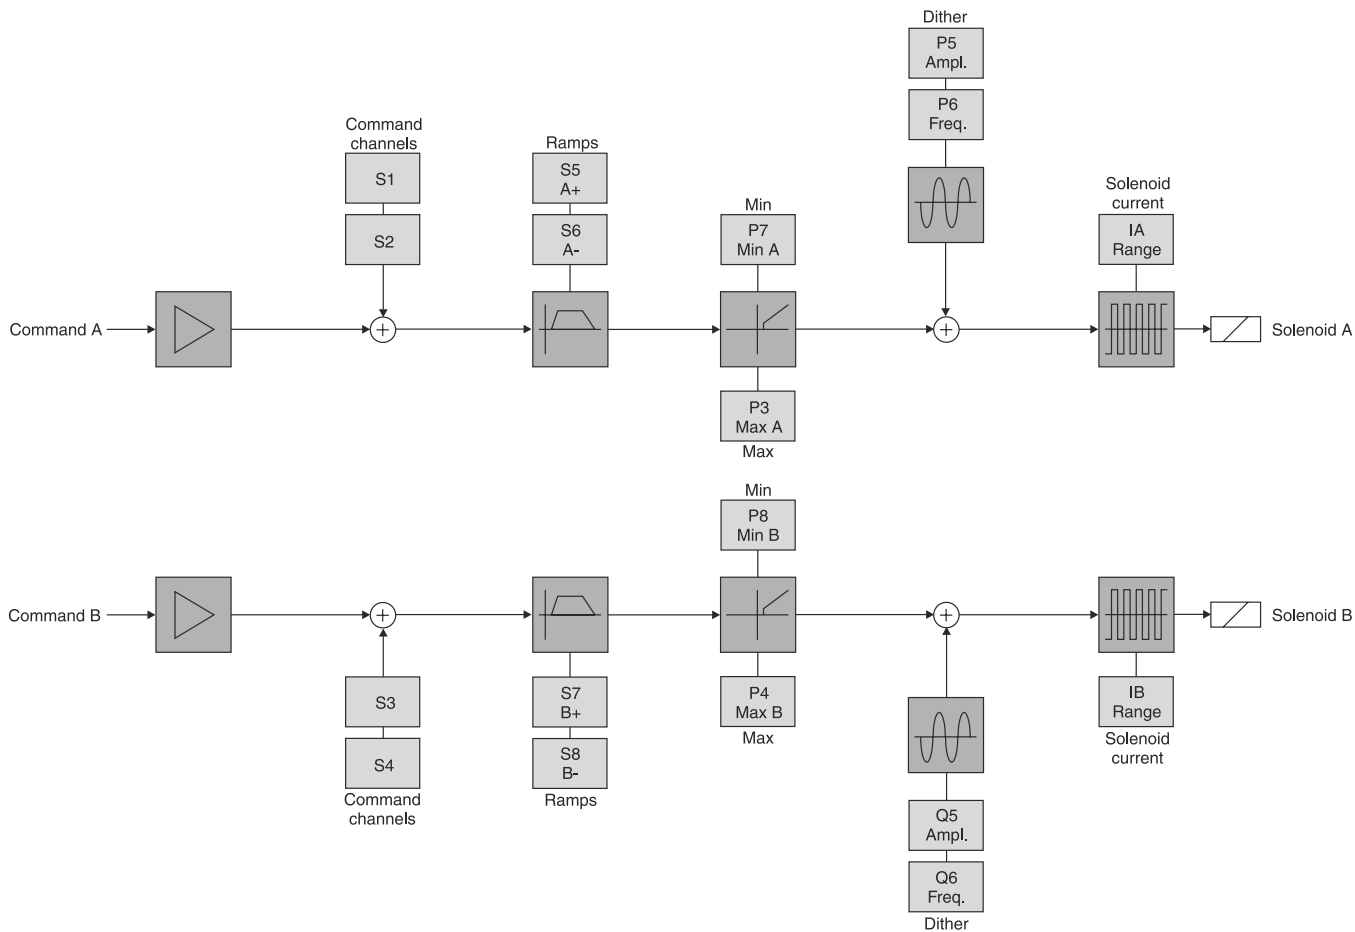 Dither
P5
Ampl.
P6
Freq.
Command
channels
S1
S2
Ramps
S5
A+
S6
A-
Min
P7
Min A
Solenoid
current
IA
Range
Command A
+
+
Solenoid A
P3
Max A
Max
Min
P8
Min B
Command B
+
+
Solenoid B
S3
S4
Command
channels
S7
B+
S8
B-
Ramps
P4
Max B
Max
IB
Range
Solenoid
current
Q5
Ampl.
Q6
Freq.
Dither